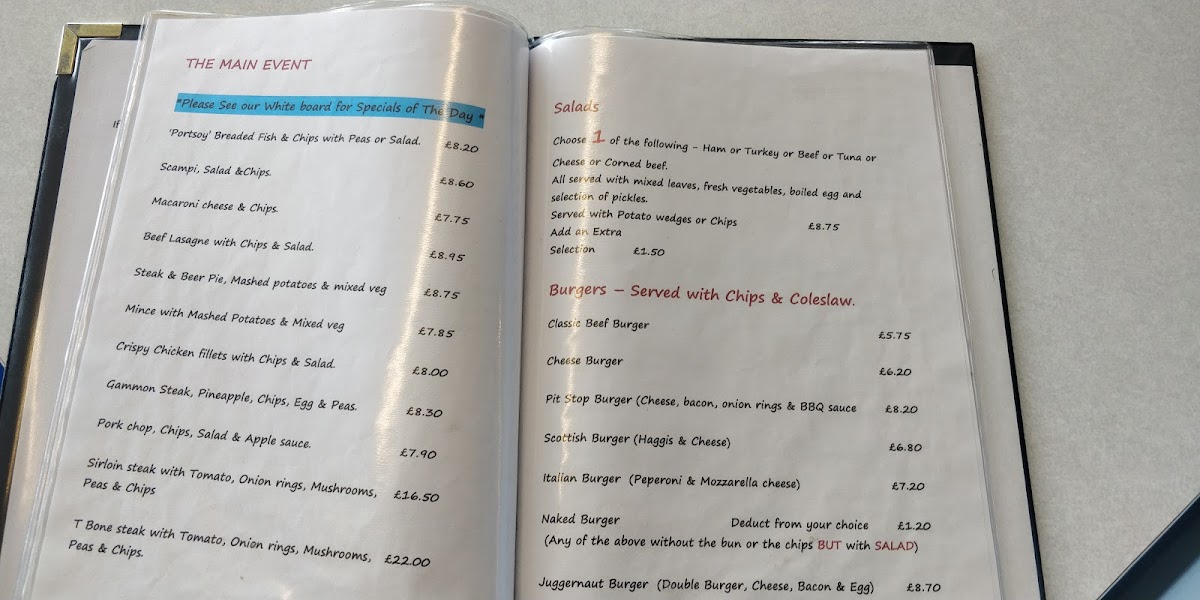 If
THE MAIN EVENT
*Please See our White board for Specials of The Day *
'Portsoy' Breaded Fish & Chips with Peas or Salad. £8.20
Scampi, Salad &Chips. £8.60
Macaroni cheese & Chips. £7.75
Beef Lasagne with Chips & Salad. £8.95
Steak & Beer Pie, Mashed potatoes & mixed veg £8.75
Mince with Mashed Potatoes & Mixed veg £7.85
Crispy Chicken fillets with Chips & Salad. £8.00
Gammon Steak, Pineapple, Chips, Egg & Peas. £8.30
Pork chop, Chips, Salad & Apple sauce. £7.90
Sirloin steak with Tomato, Onion rings, Mushrooms, £16.50
Peas & Chips
T Bone steak with Tomato, Onion rings, Mushrooms, £22.00
Peas & Chips.
Salads
Choose 1 of the following - Ham or Turkey or Beef or Tuna or
Cheese or Corned beef.
All served with mixed leaves, fresh vegetables, boiled egg and
selection of pickles.
Served with Potato wedges or Chips £8.75
Add an Extra
Selection £1.50
Burgers – Served with Chips & Coleslaw.
Classic Beef Burger £5.75
Cheese Burger £6.20
Pit Stop Burger (Cheese, bacon, onion rings & BBQ sauce £8.20
Scottish Burger (Haggis & Cheese) £6.80
Italian Burger (Peperoni & Mozzarella cheese) £7.20
Naked Burger Deduct from your choice £1.20
(Any of the above without the bun or the chips BUT with SALAD)
Juggernaut Burger (Double Burger, Cheese, Bacon & Egg) £8.70